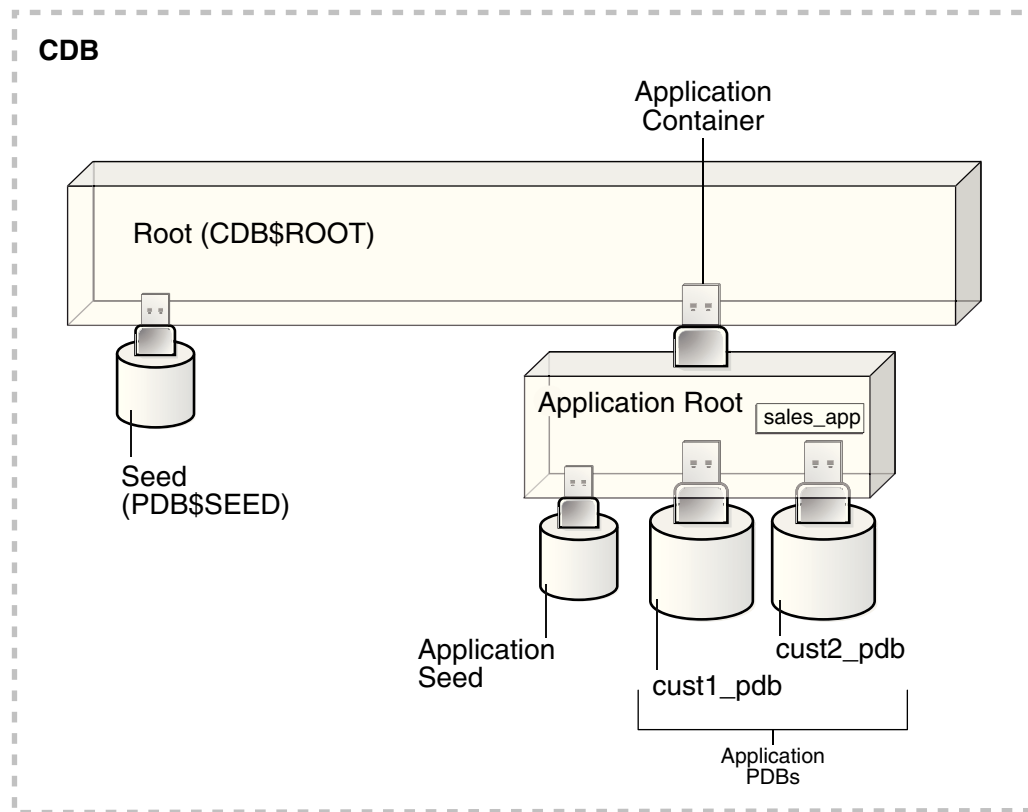 CDB
Application
Container
Root (CDB$ROOT)
Application Root
sales_app
Seed
(PDB$SEED)
Application
Seed
cust1_pdb
cust2_pdb
Application
PDBs